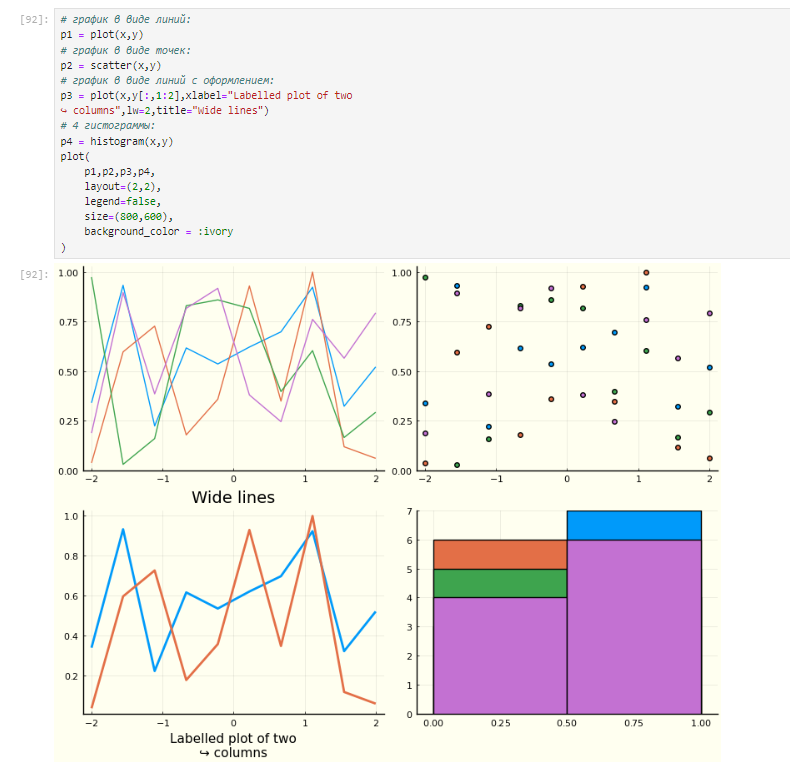 [92]: # график в виде линий:
p1 = plot(x,y)
# график в виде точек:
p2 = scatter(x,y)
# график в виде линий с оформлением:
p3 = plot(x,y[:,1:2],xlabel="Labelled plot of two
↪ columns",lw=2,title="Wide lines")
# 4 гистограммы:
p4 = histogram(x,y)
plot(
    p1,p2,p3,p4,
    layout=(2,2),
    legend=false,
    size=(800,600),
    background_color = :ivory
)
[92]:
1.00
0.75
0.50
0.25
0.00
−2 −1 0 1 2
1.00
0.75
0.50
0.25
0.00
−2 −1 0 1 2
Wide lines
1.0
0.8
0.6
0.4
0.2
−2 −1 0 1 2
Labelled plot of two
↪ columns
7
6
5
4
3
2
1
0
0.00 0.25 0.50 0.75 1.00